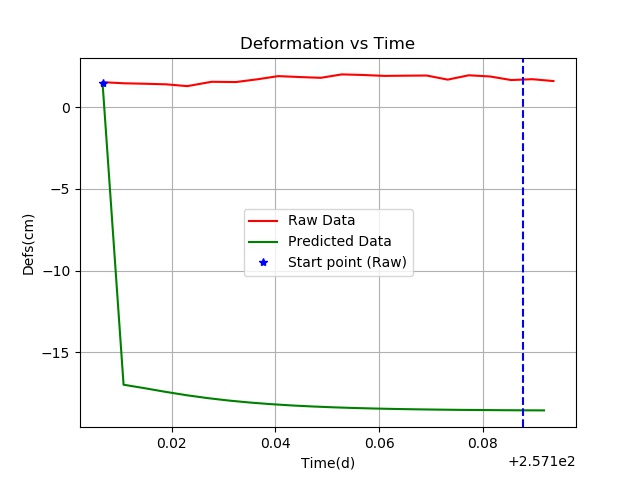 Deformation vs Time
Defs(cm)
0
−5
−10
−15
Raw Data
Predicted Data
Start point (Raw)
0.02 0.04 0.06 0.08
Time(d)
+2.571e2